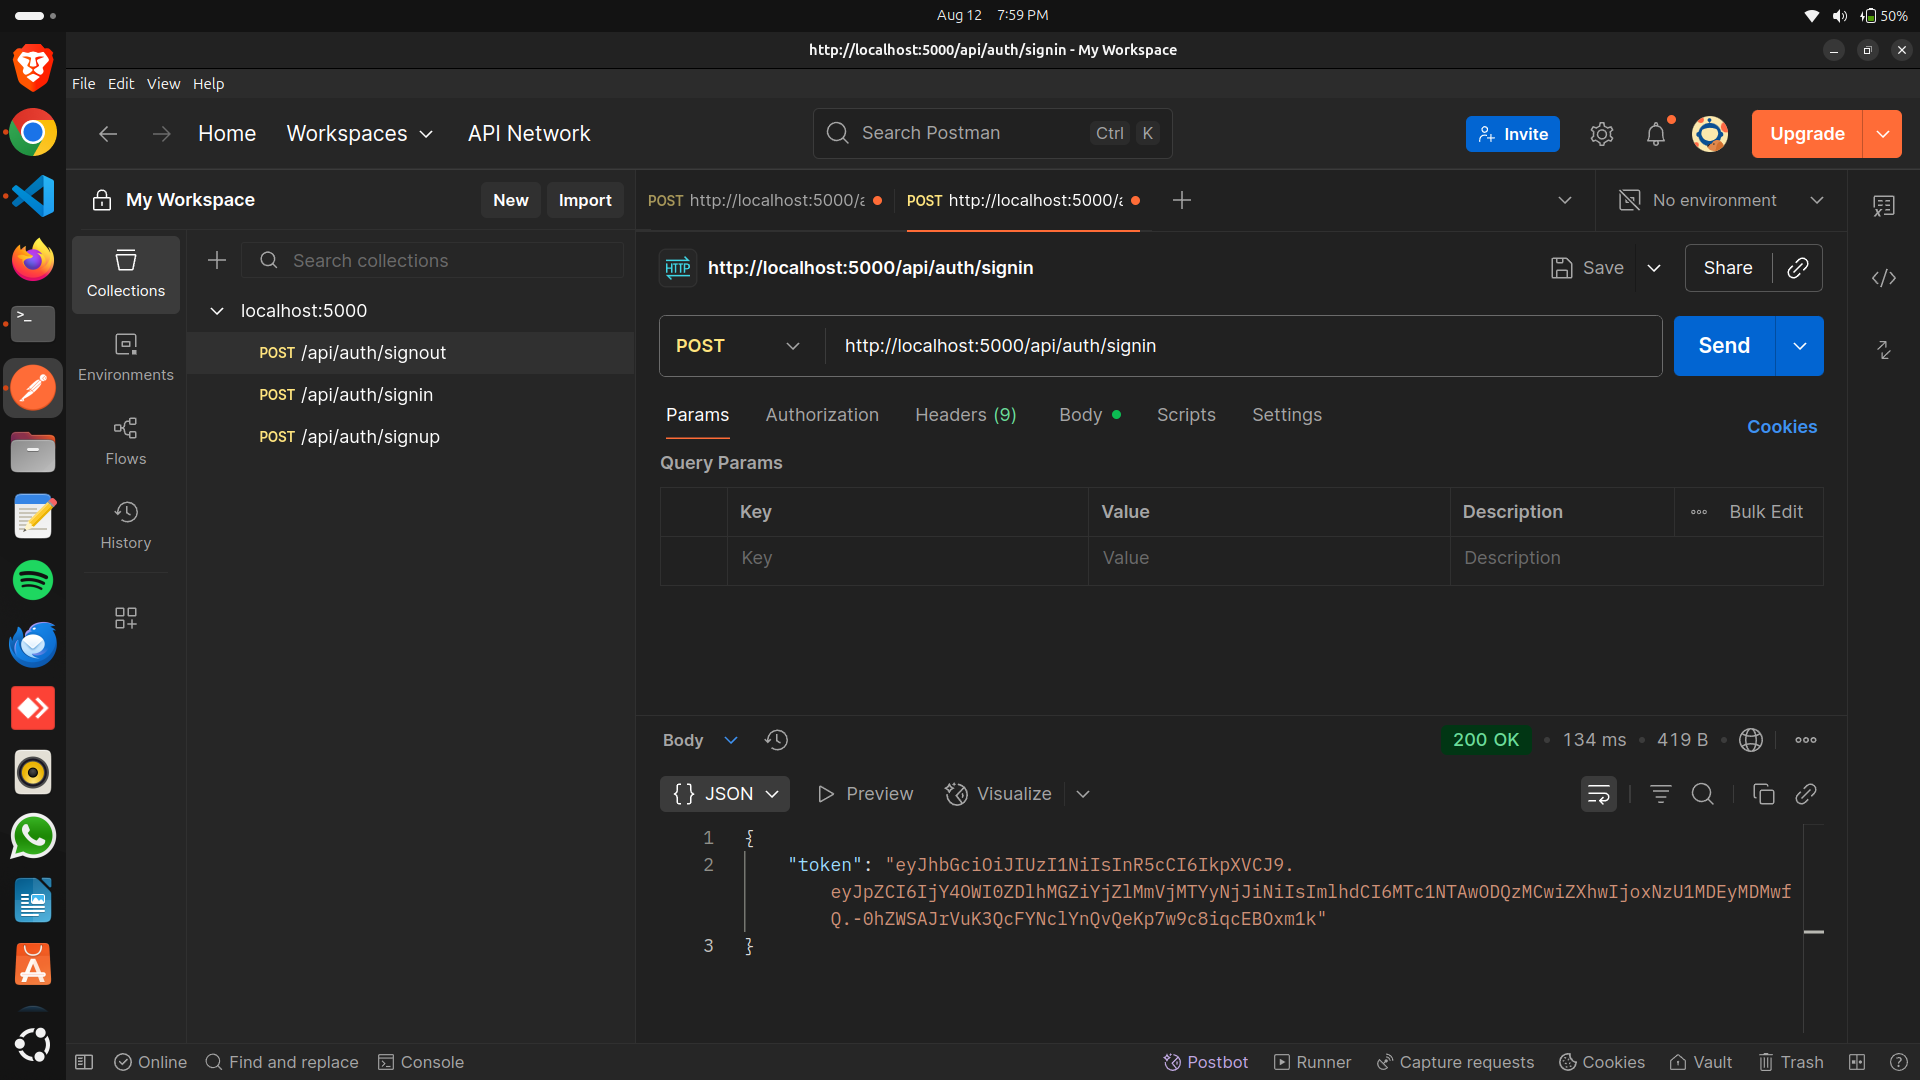 Aug 12 7:59 PM
50%
http://localhost:5000/api/auth/signin - My Workspace
File Edit View Help
Home Workspaces API Network
Search Postman Ctrl K
Invite
Upgrade
My Workspace New Import
POST http://localhost:5000/a
POST http://localhost:5000/a
No environment
Collections
Search collections
HTTP http://localhost:5000/api/auth/signin
Save Share
localhost:5000
POST /api/auth/signout
POST http://localhost:5000/api/auth/signin Send
Environments
POST /api/auth/signin
POST /api/auth/signup
Params Authorization Headers (9) Body Scripts Settings
Cookies
Flows
Query Params
History
Key Value Description Bulk Edit
Key Value Description
Body 200 OK 134 ms 419 B
{} JSON Preview Visualize
1 {
2 "token": "eyJhbGciOiJIUzI1NiIsInR5cCI6IkpXVCJ9.
eyJpZCI6IjY4OWI0ZDlhMGZiYjZlMmVjMTYyNjJiNiIsImlhdCI6MTc1NTAwODQzMCwiZXhwIjoxNzU1MDEyMDMwf
Q.-0hZWSAJrVuK3QcFYNclYnQvQeKp7w9c8iqcEBOxm1k"
3 }
Online Find and replace Console Postbot Runner Capture requests Cookies Vault Trash